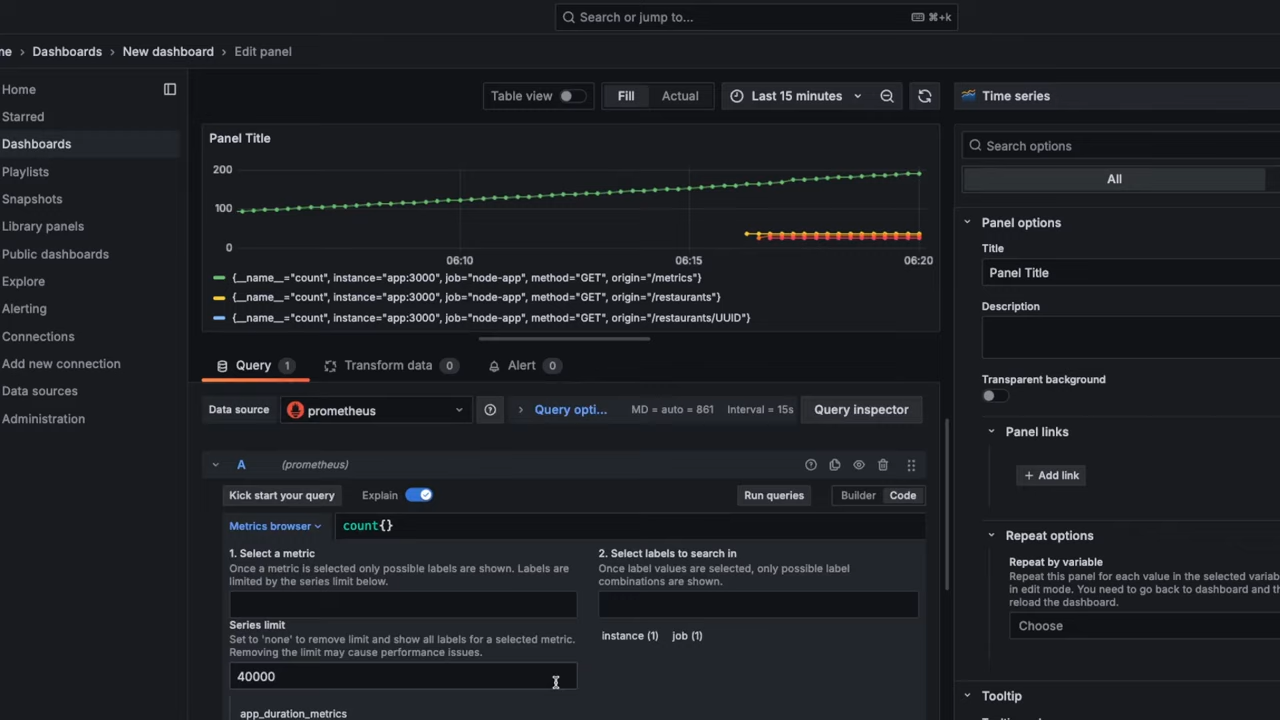 Search or jump to... ⌘+k
me > Dashboards > New dashboard > Edit panel
Home
Starred
Dashboards
Playlists
Snapshots
Library panels
Public dashboards
Explore
Alerting
Connections
Add new connection
Data sources
Administration
Table view Fill Actual Last 15 minutes
Panel Title
200
100
0
06:10 06:15 06:20
{__name__="count", instance="app:3000", job="node-app", method="GET", origin="/metrics"}
{__name__="count", instance="app:3000", job="node-app", method="GET", origin="/restaurants"}
{__name__="count", instance="app:3000", job="node-app", method="GET", origin="/restaurants/UUID"}
Query 1 Transform data 0 Alert 0
Data source prometheus > Query opti... MD = auto = 861 Interval = 15s Query inspector
A (prometheus)
Kick start your query Explain Run queries Builder Code
Metrics browser count{}
1. Select a metric
Once a metric is selected only possible labels are shown. Labels are
limited by the series limit below.
Series limit
Set to 'none' to remove limit and show all labels for a selected metric.
Removing the limit may cause performance issues.
40000
app_duration_metrics
2. Select labels to search in
Once label values are selected, only possible label
combinations are shown.
instance (1) job (1)
Time series
Search options
All
Panel options
Title
Panel Title
Description
Transparent background
Panel links
+ Add link
Repeat options
Repeat by variable
Repeat this panel for each value in the selected variab
in edit mode. You need to go back to dashboard and th
reload the dashboard.
Choose
Tooltip